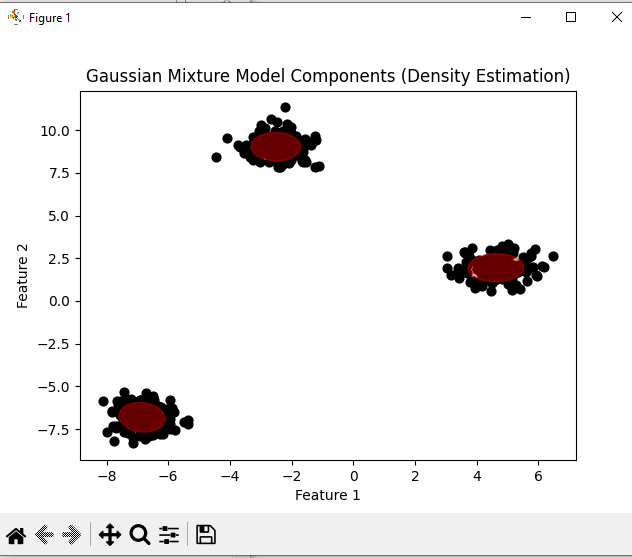 Figure 1
Gaussian Mixture Model Components (Density Estimation)
10.0
7.5
5.0
2.5
0.0
−2.5
−5.0
−7.5
Feature 2
−8 −6 −4 −2 0 2 4 6
Feature 1